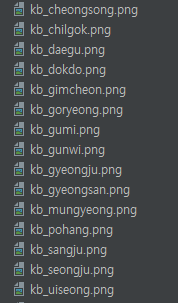 kb_cheongsong.png
kb_chilgok.png
kb_daegu.png
kb_dokdo.png
kb_gimcheon.png
kb_goryeong.png
kb_gumi.png
kb_gunwi.png
kb_gyeongju.png
kb_gyeongsan.png
kb_mungyeong.png
kb_pohang.png
kb_sangju.png
kb_seongju.png
kb_uiseong.png